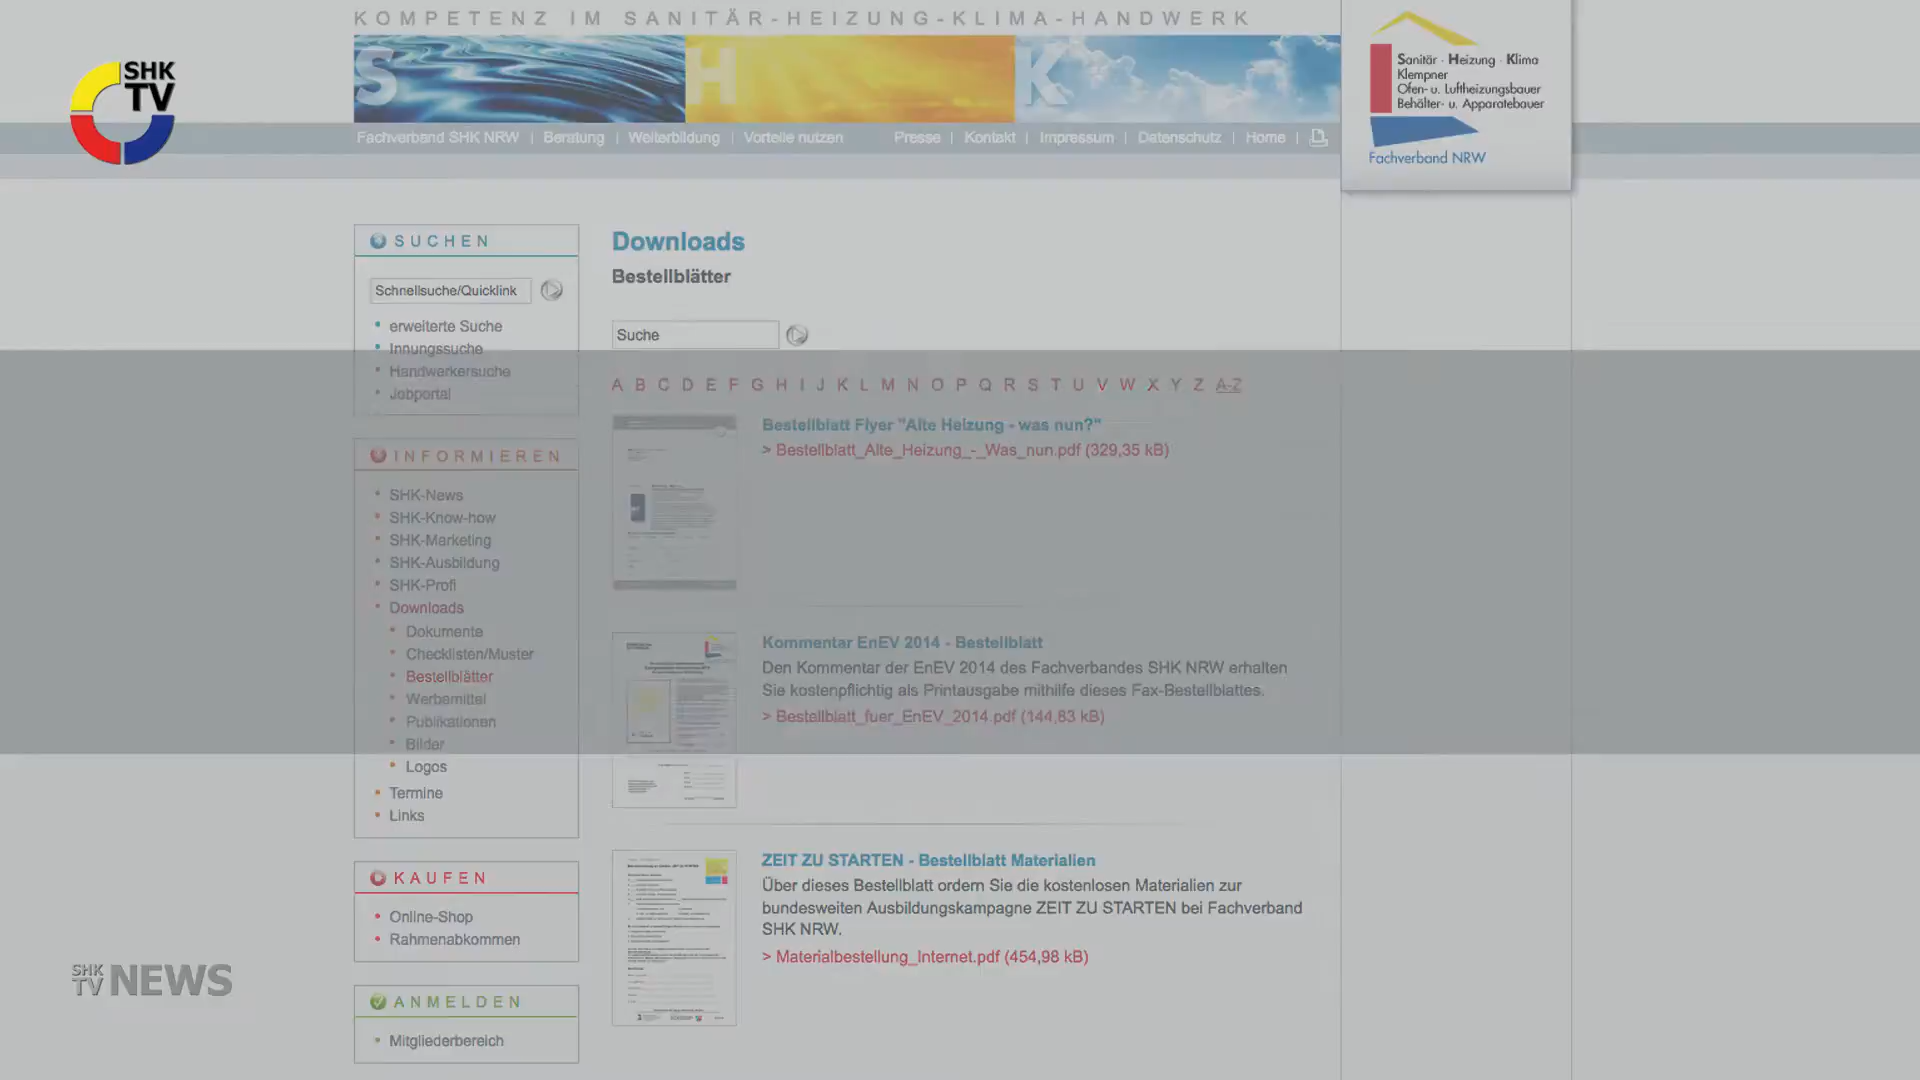 KOMPETENZ IM SANITÄR-HEIZUNG-KLIMA-HANDWERK
S H K
SHK
TV
Sanitär · Heizung · Klima
Klempner
Ofen- u. Luftheizungsbauer
Behälter- u. Apparatebauer
Fachverband NRW
Fachverband SHK NRW | Beratung | Weiterbildung | Vorteile nutzen Presse | Kontakt | Impressum | Datenschutz | Home |
SUCHEN
Schnellsuche/Quicklink
erweiterte Suche
Innungssuche
Handwerkersuche
Jobportal
INFORMIEREN
SHK-News
SHK-Know-how
SHK-Marketing
SHK-Ausbildung
SHK-Profi
Downloads
Dokumente
Checklisten/Muster
Bestellblätter
Werbemittel
Publikationen
Bilder
Logos
Termine
Links
KAUFEN
Online-Shop
Rahmenabkommen
ANMELDEN
Mitgliederbereich
Downloads
Bestellblätter
Suche
A B C D E F G H I J K L M N O P Q R S T U V W X Y Z A-Z
Bestellblatt Flyer "Alte Heizung - was nun?"
> Bestellblatt_Alte_Heizung_-_Was_nun.pdf (329,35 kB)
Kommentar EnEV 2014 - Bestellblatt
Den Kommentar der EnEV 2014 des Fachverbandes SHK NRW erhalten
Sie kostenpflichtig als Printausgabe mithilfe dieses Fax-Bestellblattes.
> Bestellblatt_fuer_EnEV_2014.pdf (144,83 kB)
ZEIT ZU STARTEN - Bestellblatt Materialien
Über dieses Bestellblatt ordern Sie die kostenlosen Materialien zur
bundesweiten Ausbildungskampagne ZEIT ZU STARTEN bei Fachverband
SHK NRW.
> Materialbestellung_Internet.pdf (454,98 kB)
SHK
TV NEWS